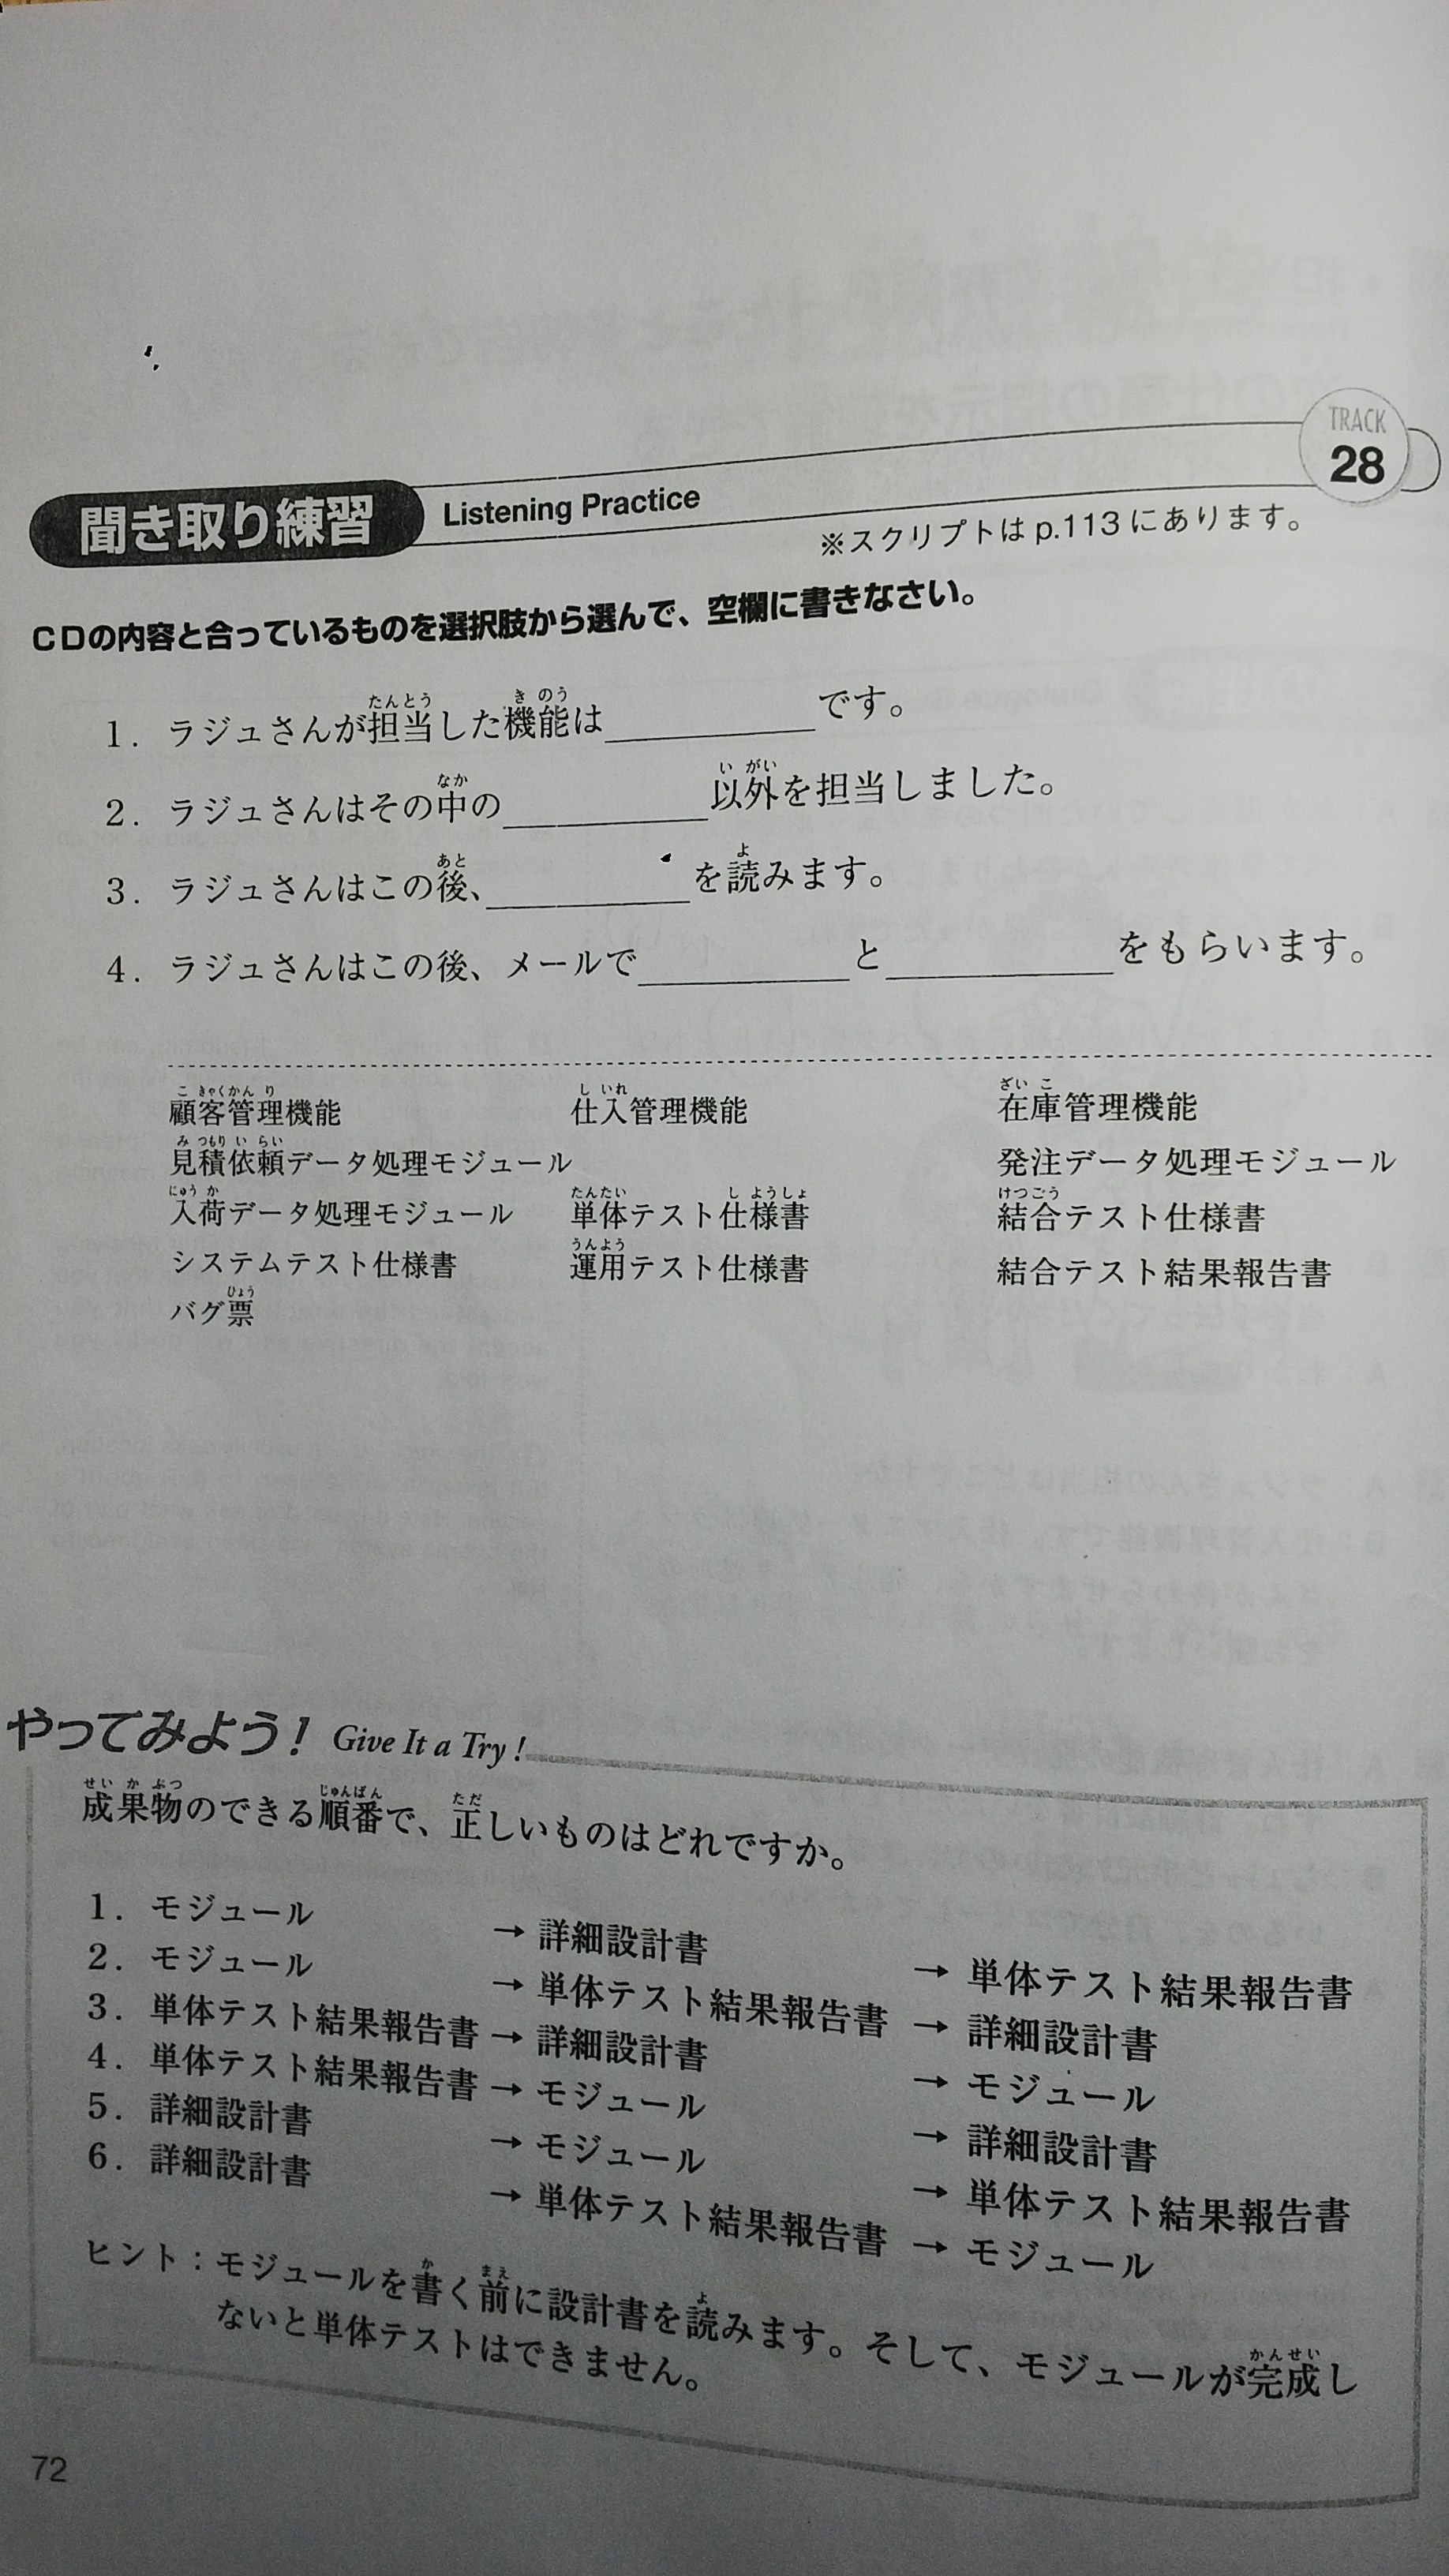 聞き取り練習 Listening Practice
※スクリプトは p.113 にあります。
TRACK
28
CDの内容と合っているものを選択肢から選んで、空欄に書きなさい。
1. ラジュさんが担当した機能は＿＿＿＿＿＿です。
2. ラジュさんはその中の＿＿＿＿＿＿以外を担当しました。
3. ラジュさんはこの後、＿＿＿＿＿＿を読みます。
4. ラジュさんはこの後、メールで＿＿＿＿＿＿と＿＿＿＿＿＿をもらいます。
顧客管理機能 仕入管理機能 在庫管理機能
見積依頼データ処理モジュール 発注データ処理モジュール
入荷データ処理モジュール 単体テスト仕様書 結合テスト仕様書
システムテスト仕様書 運用テスト仕様書 結合テスト結果報告書
バグ票
やってみよう! Give It a Try!
成果物のできる順番で、正しいものはどれですか。
1. モジュール → 詳細設計書 → 単体テスト結果報告書
2. モジュール → 単体テスト結果報告書 → 詳細設計書
3. 単体テスト結果報告書 → 詳細設計書 → モジュール
4. 単体テスト結果報告書 → モジュール → 詳細設計書
5. 詳細設計書 → モジュール → 単体テスト結果報告書
6. 詳細設計書 → 単体テスト結果報告書 → モジュール
ヒント：モジュールを書く前に設計書を読みます。そして、モジュールが完成し
ないと単体テストはできません。
72